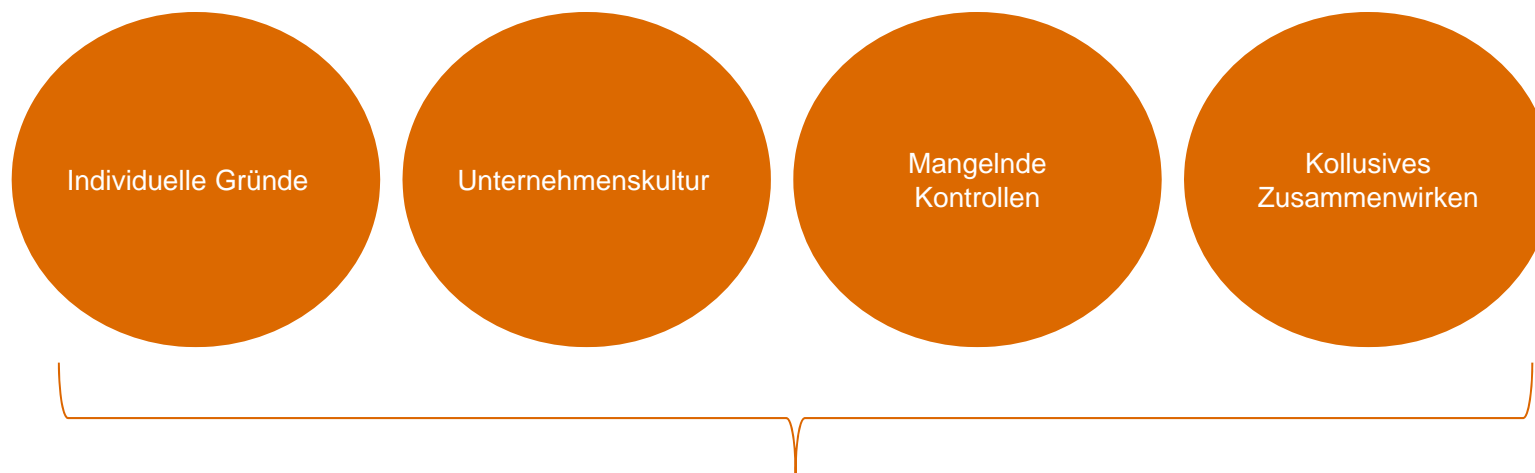 Individuelle Gründe
Unternehmenskultur
Mangelnde
Kontrollen
Kollusives
Zusammenwirken